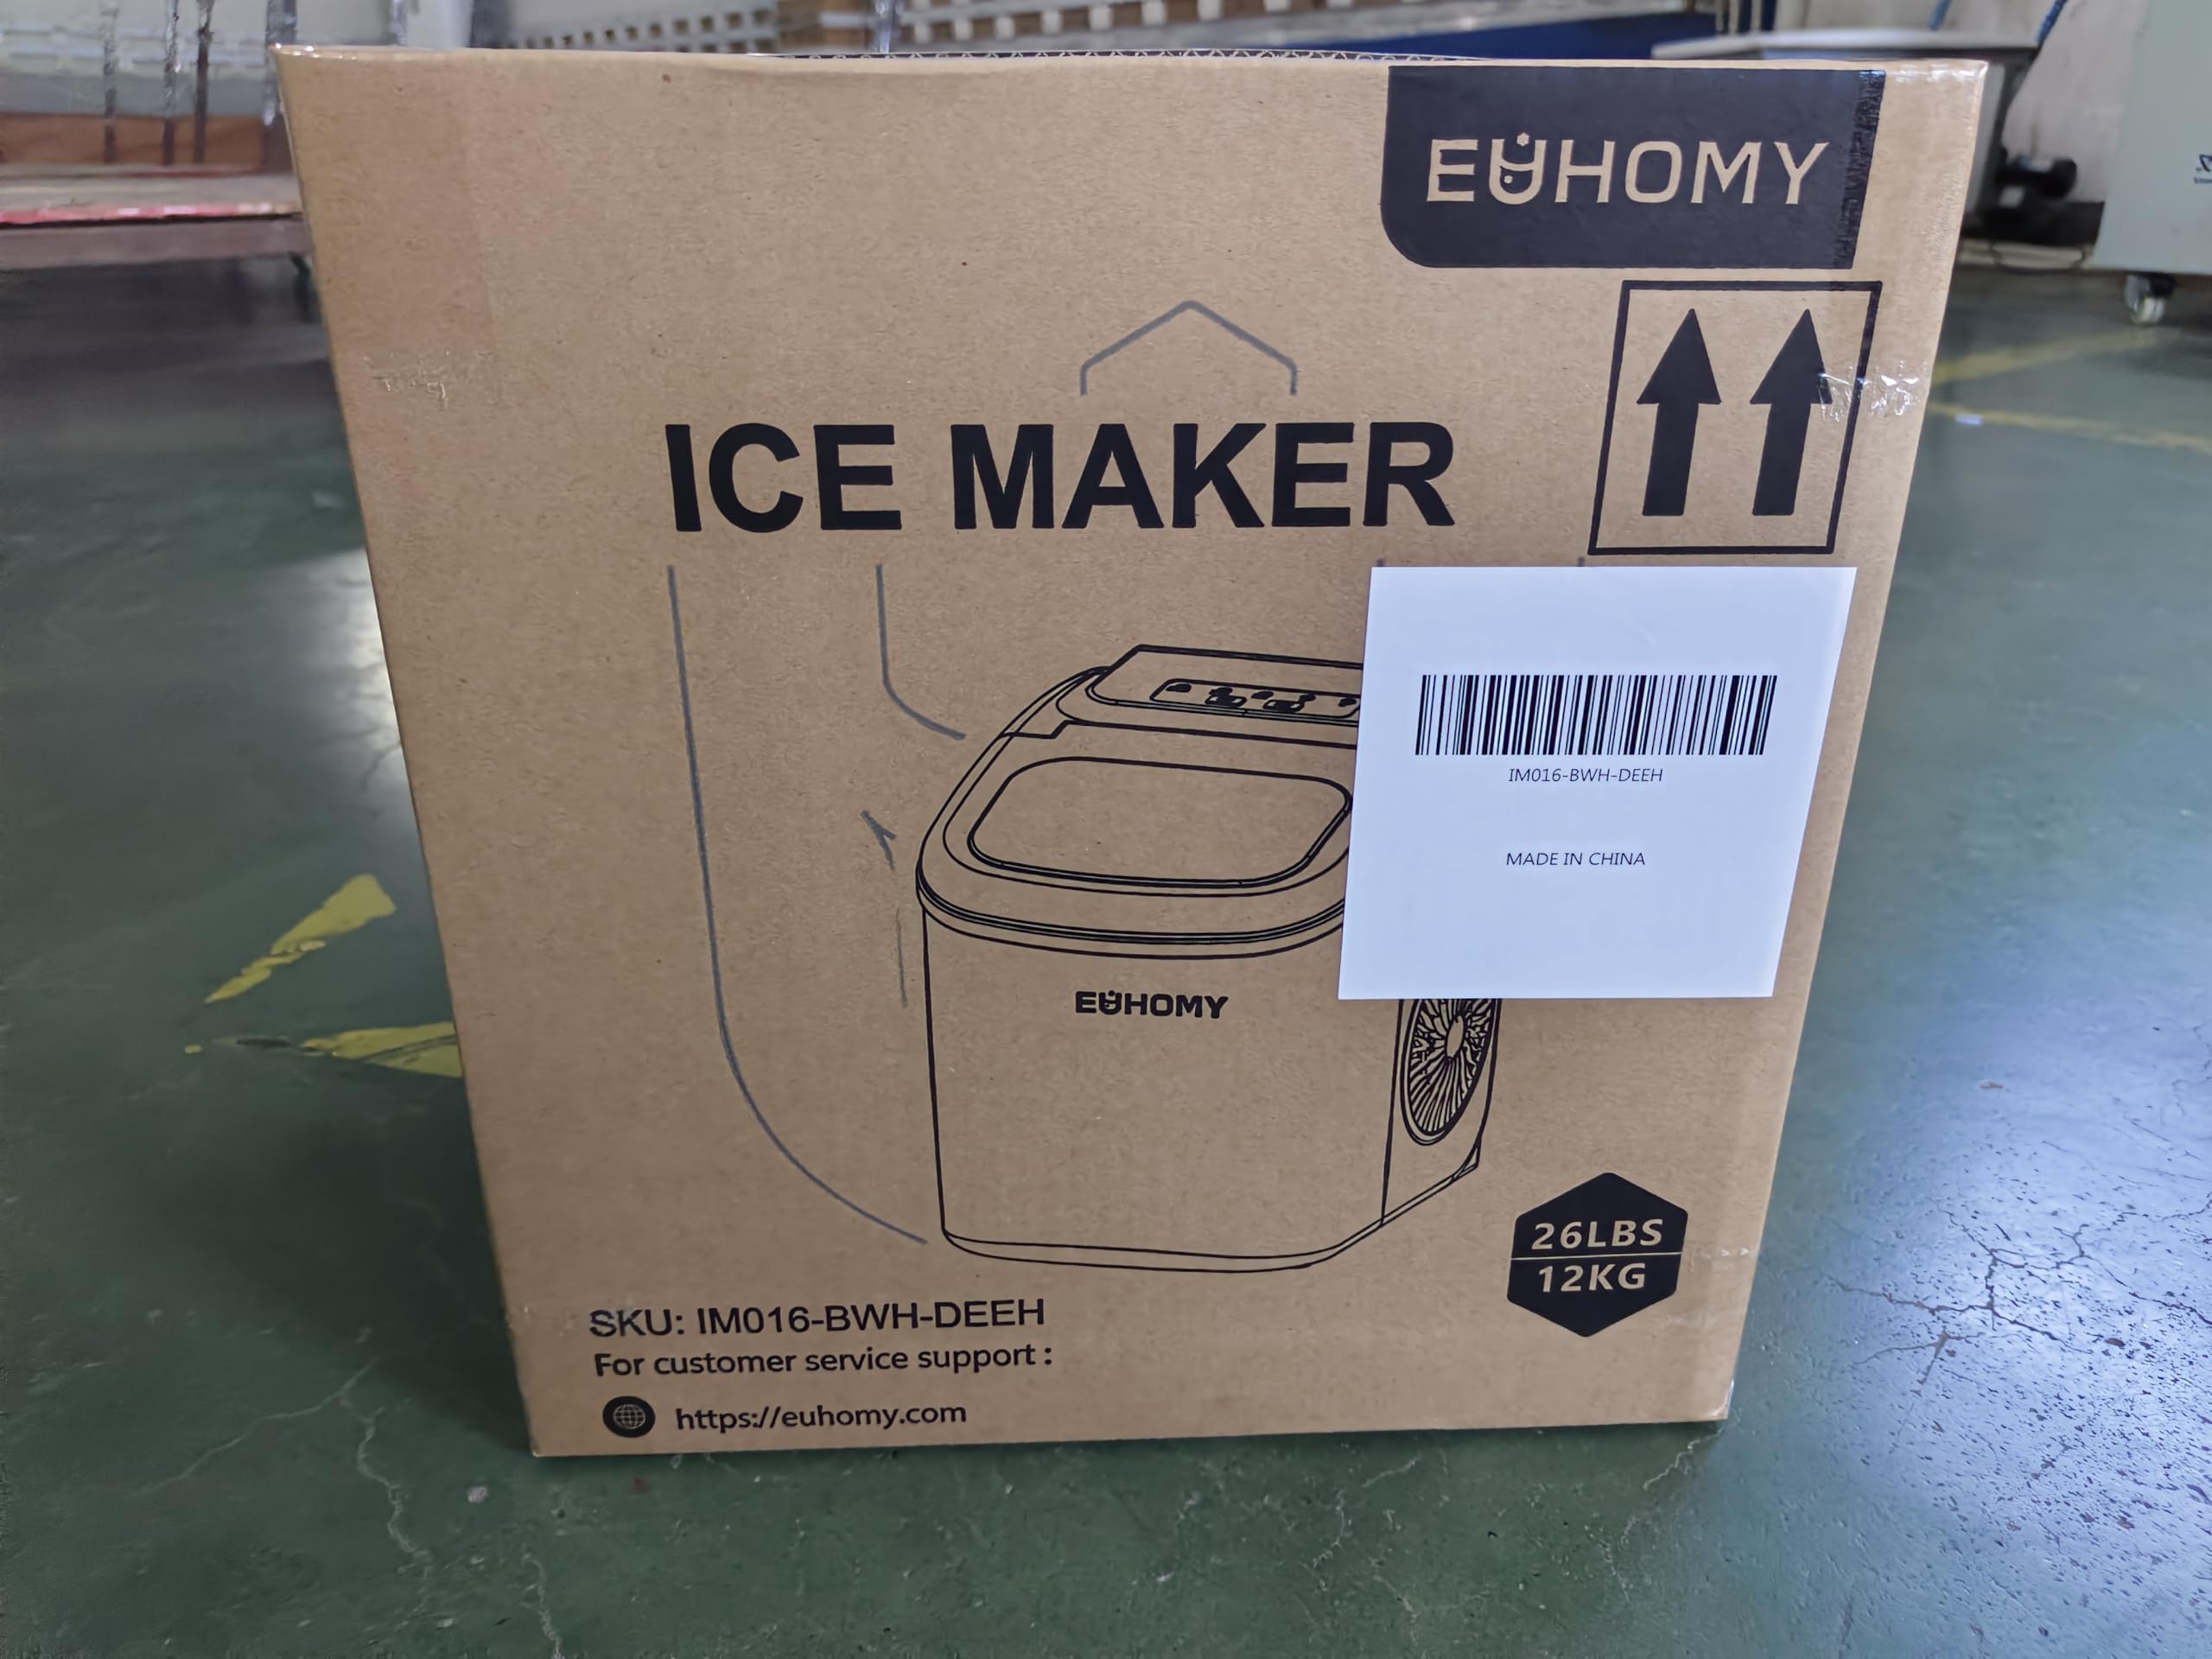 EUHOMY
ICE MAKER
IM016-BWH-DEEH
MADE IN CHINA
EUHOMY
26LBS
12KG
SKU: IM016-BWH-DEEH
For customer service support :
https://euhomy.com